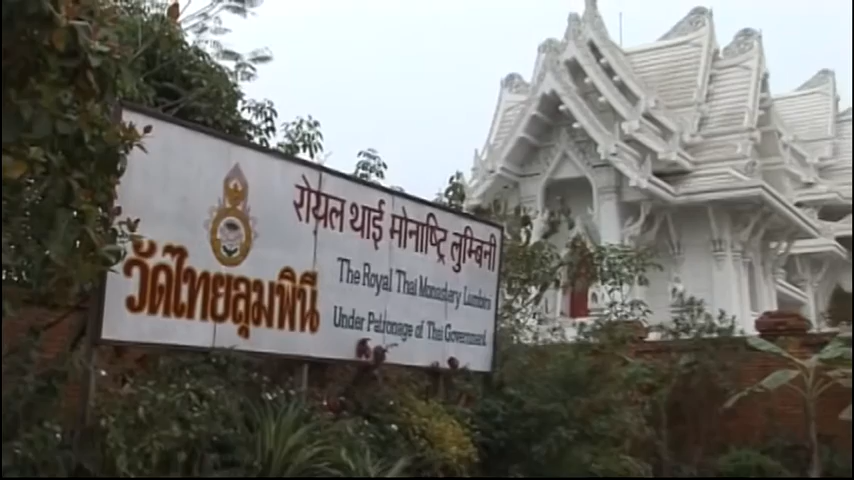 रोयल थाई मोनाष्ट्रि लुम्बिनी
วัดไทยลุมพินี
The Royal Thai Monastery Lumbini
Under Patronage of Thai Government